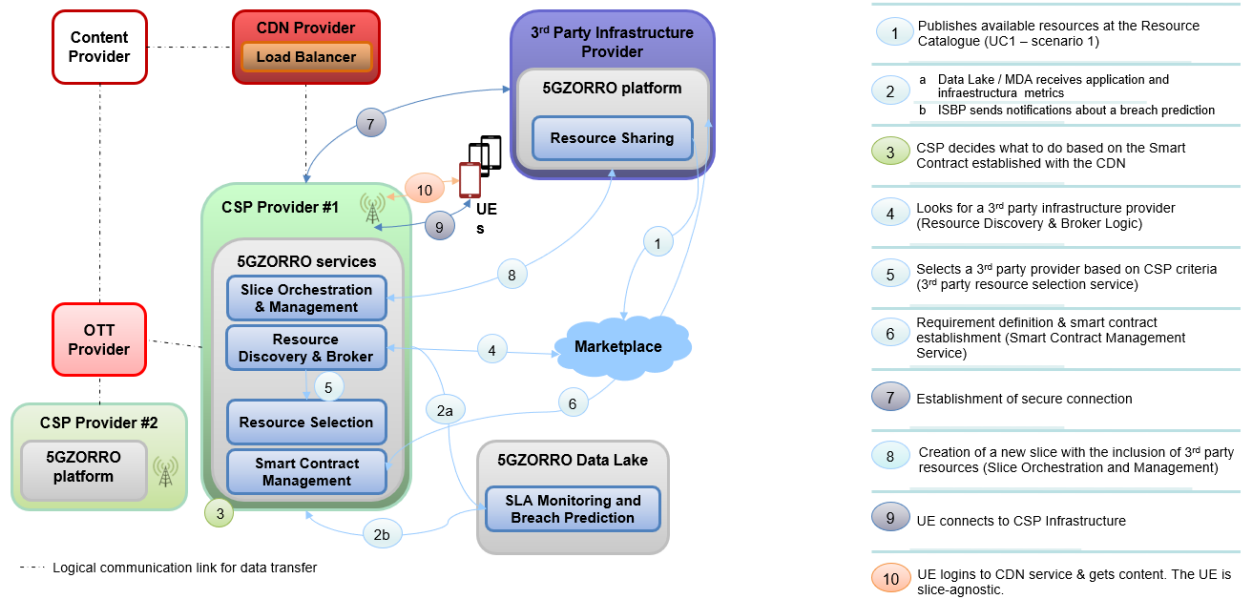 Content
Provider
CDN Provider
Load Balancer
3rd Party Infrastructure
Provider
5GZORRO platform
Resource Sharing
7
10
UE
s
9
CSP Provider #1
5GZORRO services
Slice Orchestration
& Management
Resource
Discovery & Broker
5
Resource Selection
Smart Contract
Management
3
8
1
4
Marketplace
6
2a
2b
OTT
Provider
CSP Provider #2
5GZORRO
platform
5GZORRO Data Lake
SLA Monitoring and
Breach Prediction
Logical communication link for data transfer
1
Publishes available resources at the Resource
Catalogue (UC1 – scenario 1)
2
a Data Lake / MDA receives application and
infraestructura metrics
b ISBP sends notifications about a breach prediction
3
CSP decides what to do based on the Smart
Contract established with the CDN
4
Looks for a 3rd party infrastructure provider
(Resource Discovery & Broker Logic)
5
Selects a 3rd party provider based on CSP criteria
(3rd party resource selection service)
6
Requirement definition & smart contract
establishment (Smart Contract Management
Service)
7
Establishment of secure connection
8
Creation of a new slice with the inclusion of 3rd party
resources (Slice Orchestration and Management)
9
UE connects to CSP Infrastructure
10
UE logins to CDN service & gets content. The UE is
slice-agnostic.